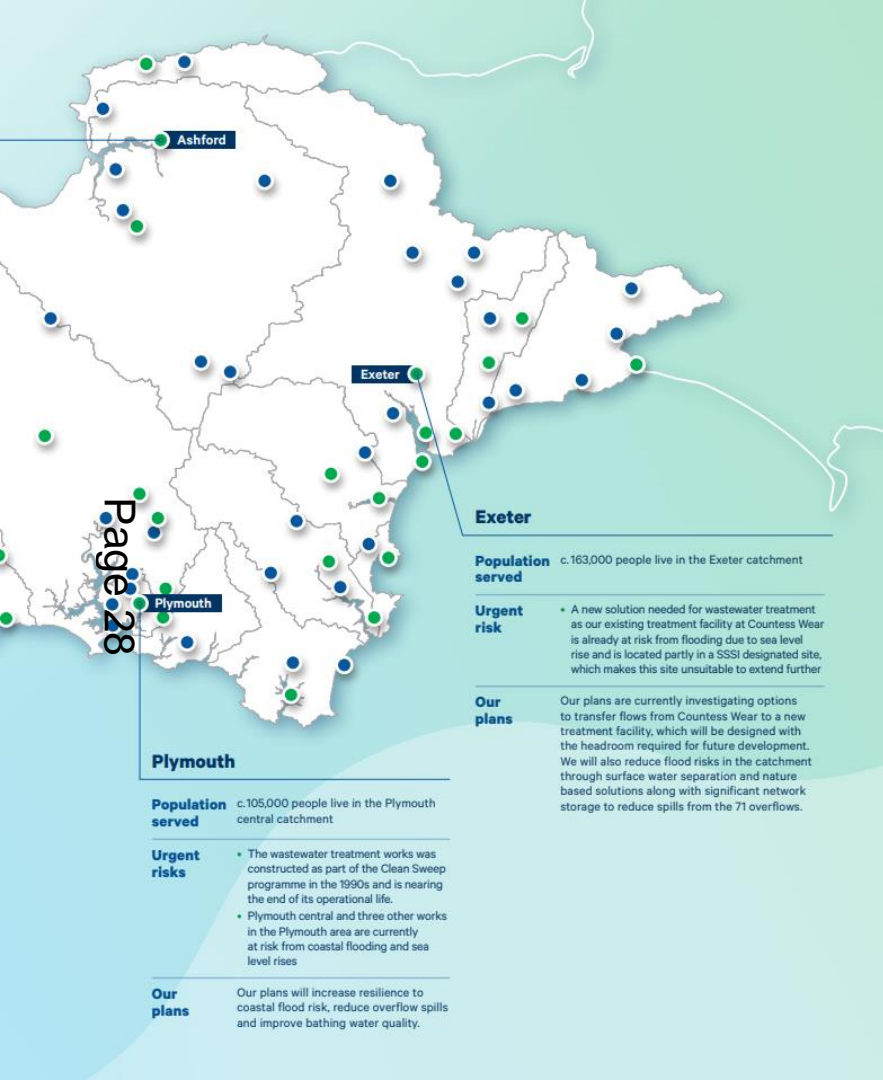 Ashford
Exeter
Page 28
Plymouth
Exeter
Population served
c.163,000 people live in the Exeter catchment
Urgent risk
• A new solution needed for wastewater treatment
as our existing treatment facility at Countess Wear
is already at risk from flooding due to sea level
rise and is located partly in a SSSI designated site,
which makes this site unsuitable to extend further
Our plans
Our plans are currently investigating options
to transfer flows from Countess Wear to a new
treatment facility, which will be designed with
the headroom required for future development.
We will also reduce flood risks in the catchment
through surface water separation and nature
based solutions along with significant network
storage to reduce spills from the 71 overflows.
Plymouth
Population served
c.105,000 people live in the Plymouth
central catchment
Urgent risks
• The wastewater treatment works was
constructed as part of the Clean Sweep
programme in the 1990s and is nearing
the end of its operational life.
• Plymouth central and three other works
in the Plymouth area are currently
at risk from coastal flooding and sea
level rises
Our plans
Our plans will increase resilience to
coastal flood risk, reduce overflow spills
and improve bathing water quality.